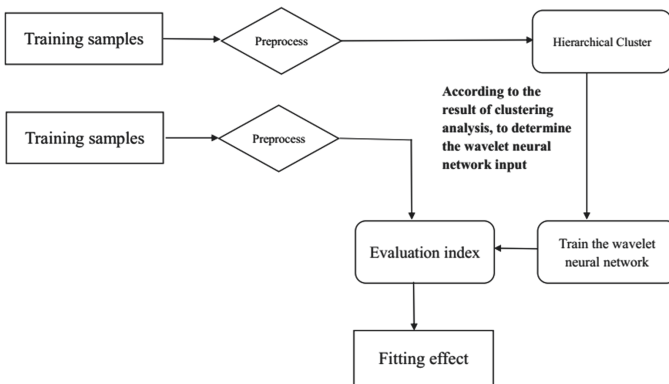 Training samples
Preprocess
Hierarchical Cluster
According to the
result of clustering
analysis, to determine
the wavelet neural
network input
Training samples
Preprocess
Evaluation index
Train the wavelet
neural network
Fitting effect